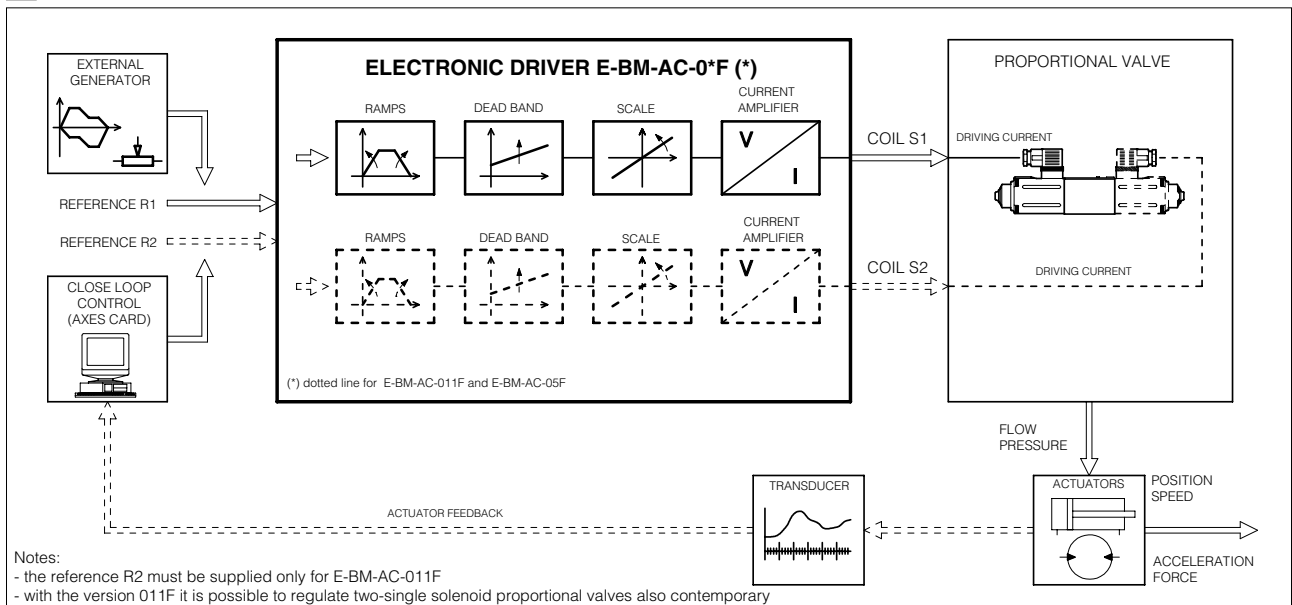 EXTERNAL
GENERATOR
REFERENCE R1
REFERENCE R2
CLOSE LOOP
CONTROL
(AXES CARD)
ELECTRONIC DRIVER E-BM-AC-0*F (*)
RAMPS
DEAD BAND
SCALE
CURRENT
AMPLIFIER
V
I
RAMPS
DEAD BAND
SCALE
CURRENT
AMPLIFIER
V
I
(*) dotted line for E-BM-AC-011F and E-BM-AC-05F
COIL S1
COIL S2
PROPORTIONAL VALVE
DRIVING CURRENT
DRIVING CURRENT
FLOW
PRESSURE
ACTUATORS
POSITION
SPEED
ACCELERATION
FORCE
TRANSDUCER
ACTUATOR FEEDBACK
Notes:
- the reference R2 must be supplied only for E-BM-AC-011F
- with the version 011F it is possible to regulate two-single solenoid proportional valves also contemporary